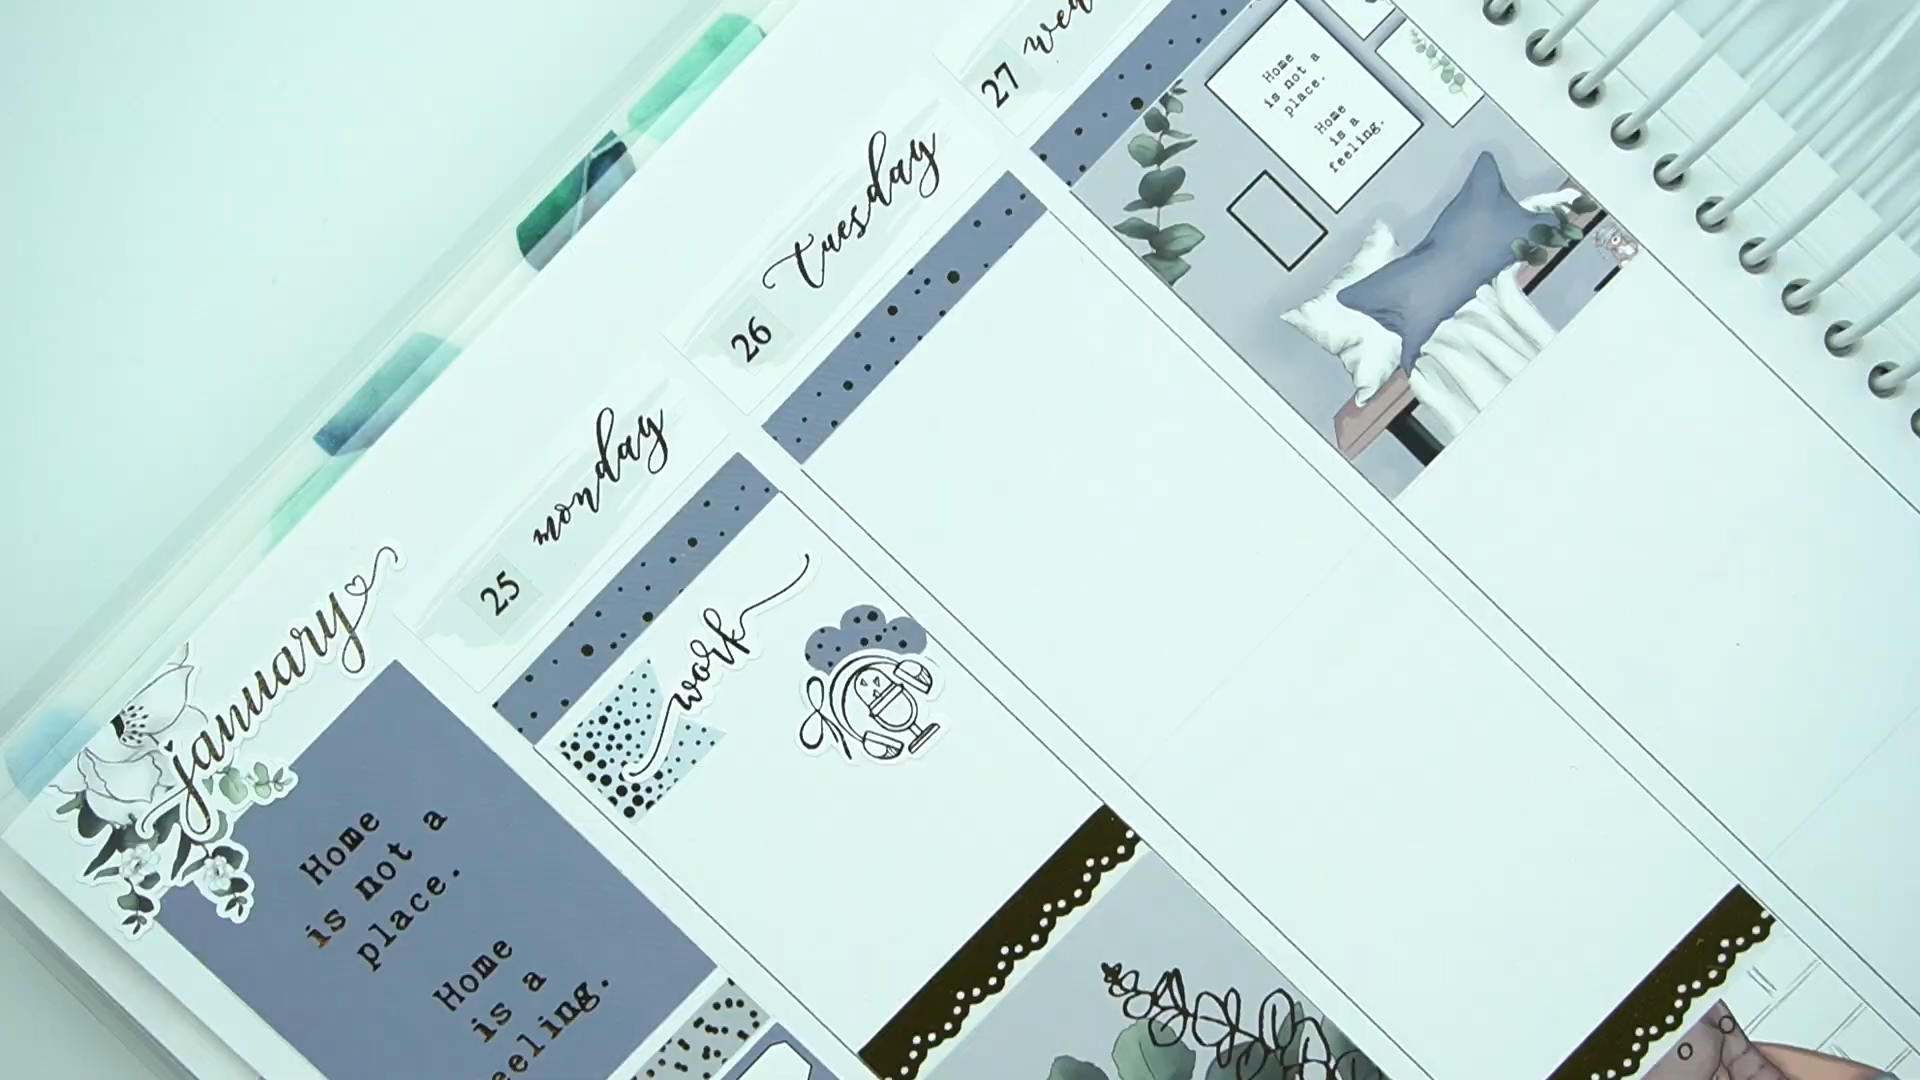 january
Home
is not a
place.
Home
is a
eeling.
25
monday
work
26
tuesday
27
Home
is not a
place.
Home
is a
feeling.